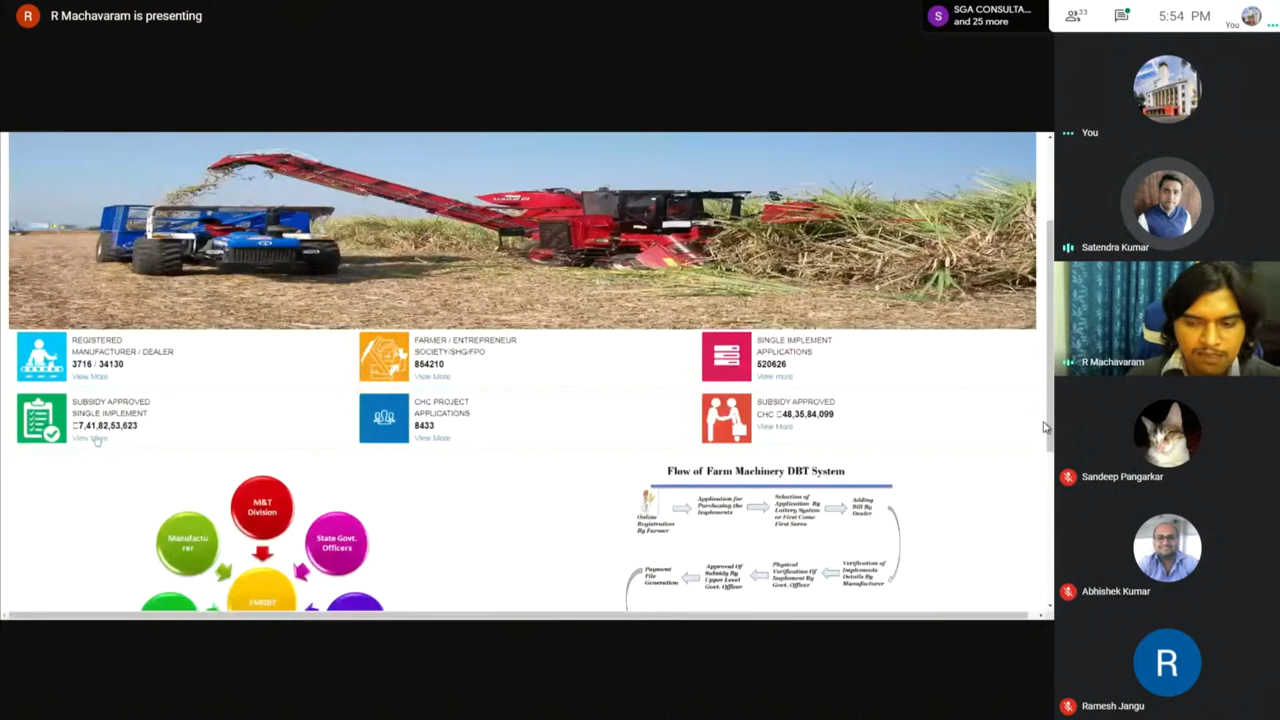 R
R Machavaram is presenting
S
SGA CONSULTA...
and 25 more
33
5:54 PM
You
REGISTERED
MANUFACTURER / DEALER
3716 / 34130
View More
FARMER / ENTREPRENEUR
SOCIETY/SHG/FPO
854210
View More
SINGLE IMPLEMENT
APPLICATIONS
520626
View more
SUBSIDY APPROVED
SINGLE IMPLEMENT
7,41,82,53,623
View More
CHC PROJECT
APPLICATIONS
8433
View More
SUBSIDY APPROVED
CHC 48,35,84,099
View More
M&T
Division
Manufactu
rer
State Govt.
Officers
FMDBT
Flow of Farm Machinery DBT System
Online
Registration
By Farmer
Application for
Purchasing the
Implements
Selection of
Application By
Lottery System
or First Come
First Serve
Adding
Bill By
Dealer
Payment
File
Generation
Approval Of
Subsidy By
Upper Level
Govt. Officer
Physical
Verification Of
Implement By
Govt. Officer
Verification of
Implements
Details By
Manufacturer
You
Satendra Kumar
R Machavaram
Sandeep Pangarkar
Abhishek Kumar
R
Ramesh Jangu